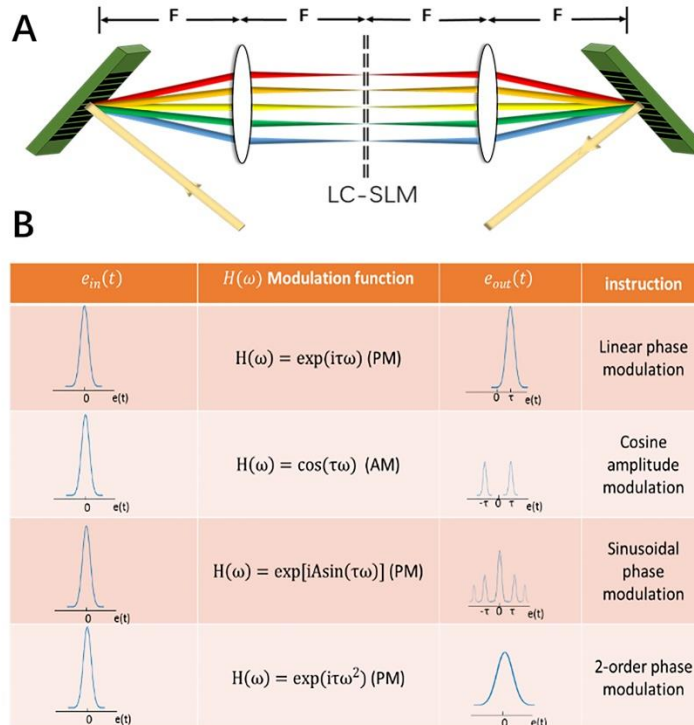 A
F F F F
LC-SLM
B
e_in(t) H(ω) Modulation function e_out(t) instruction
0 e(t)
H(ω) = exp(iτω) (PM)
0 τ e(t)
Linear phase
modulation
0 e(t)
H(ω) = cos(τω) (AM)
-τ 0 τ e(t)
Cosine
amplitude
modulation
0 e(t)
H(ω) = exp[iAsin(τω)] (PM)
-τ 0 τ e(t)
Sinusoidal
phase
modulation
0 e(t)
H(ω) = exp(iτω²) (PM)
0 e(t)
2-order phase
modulation